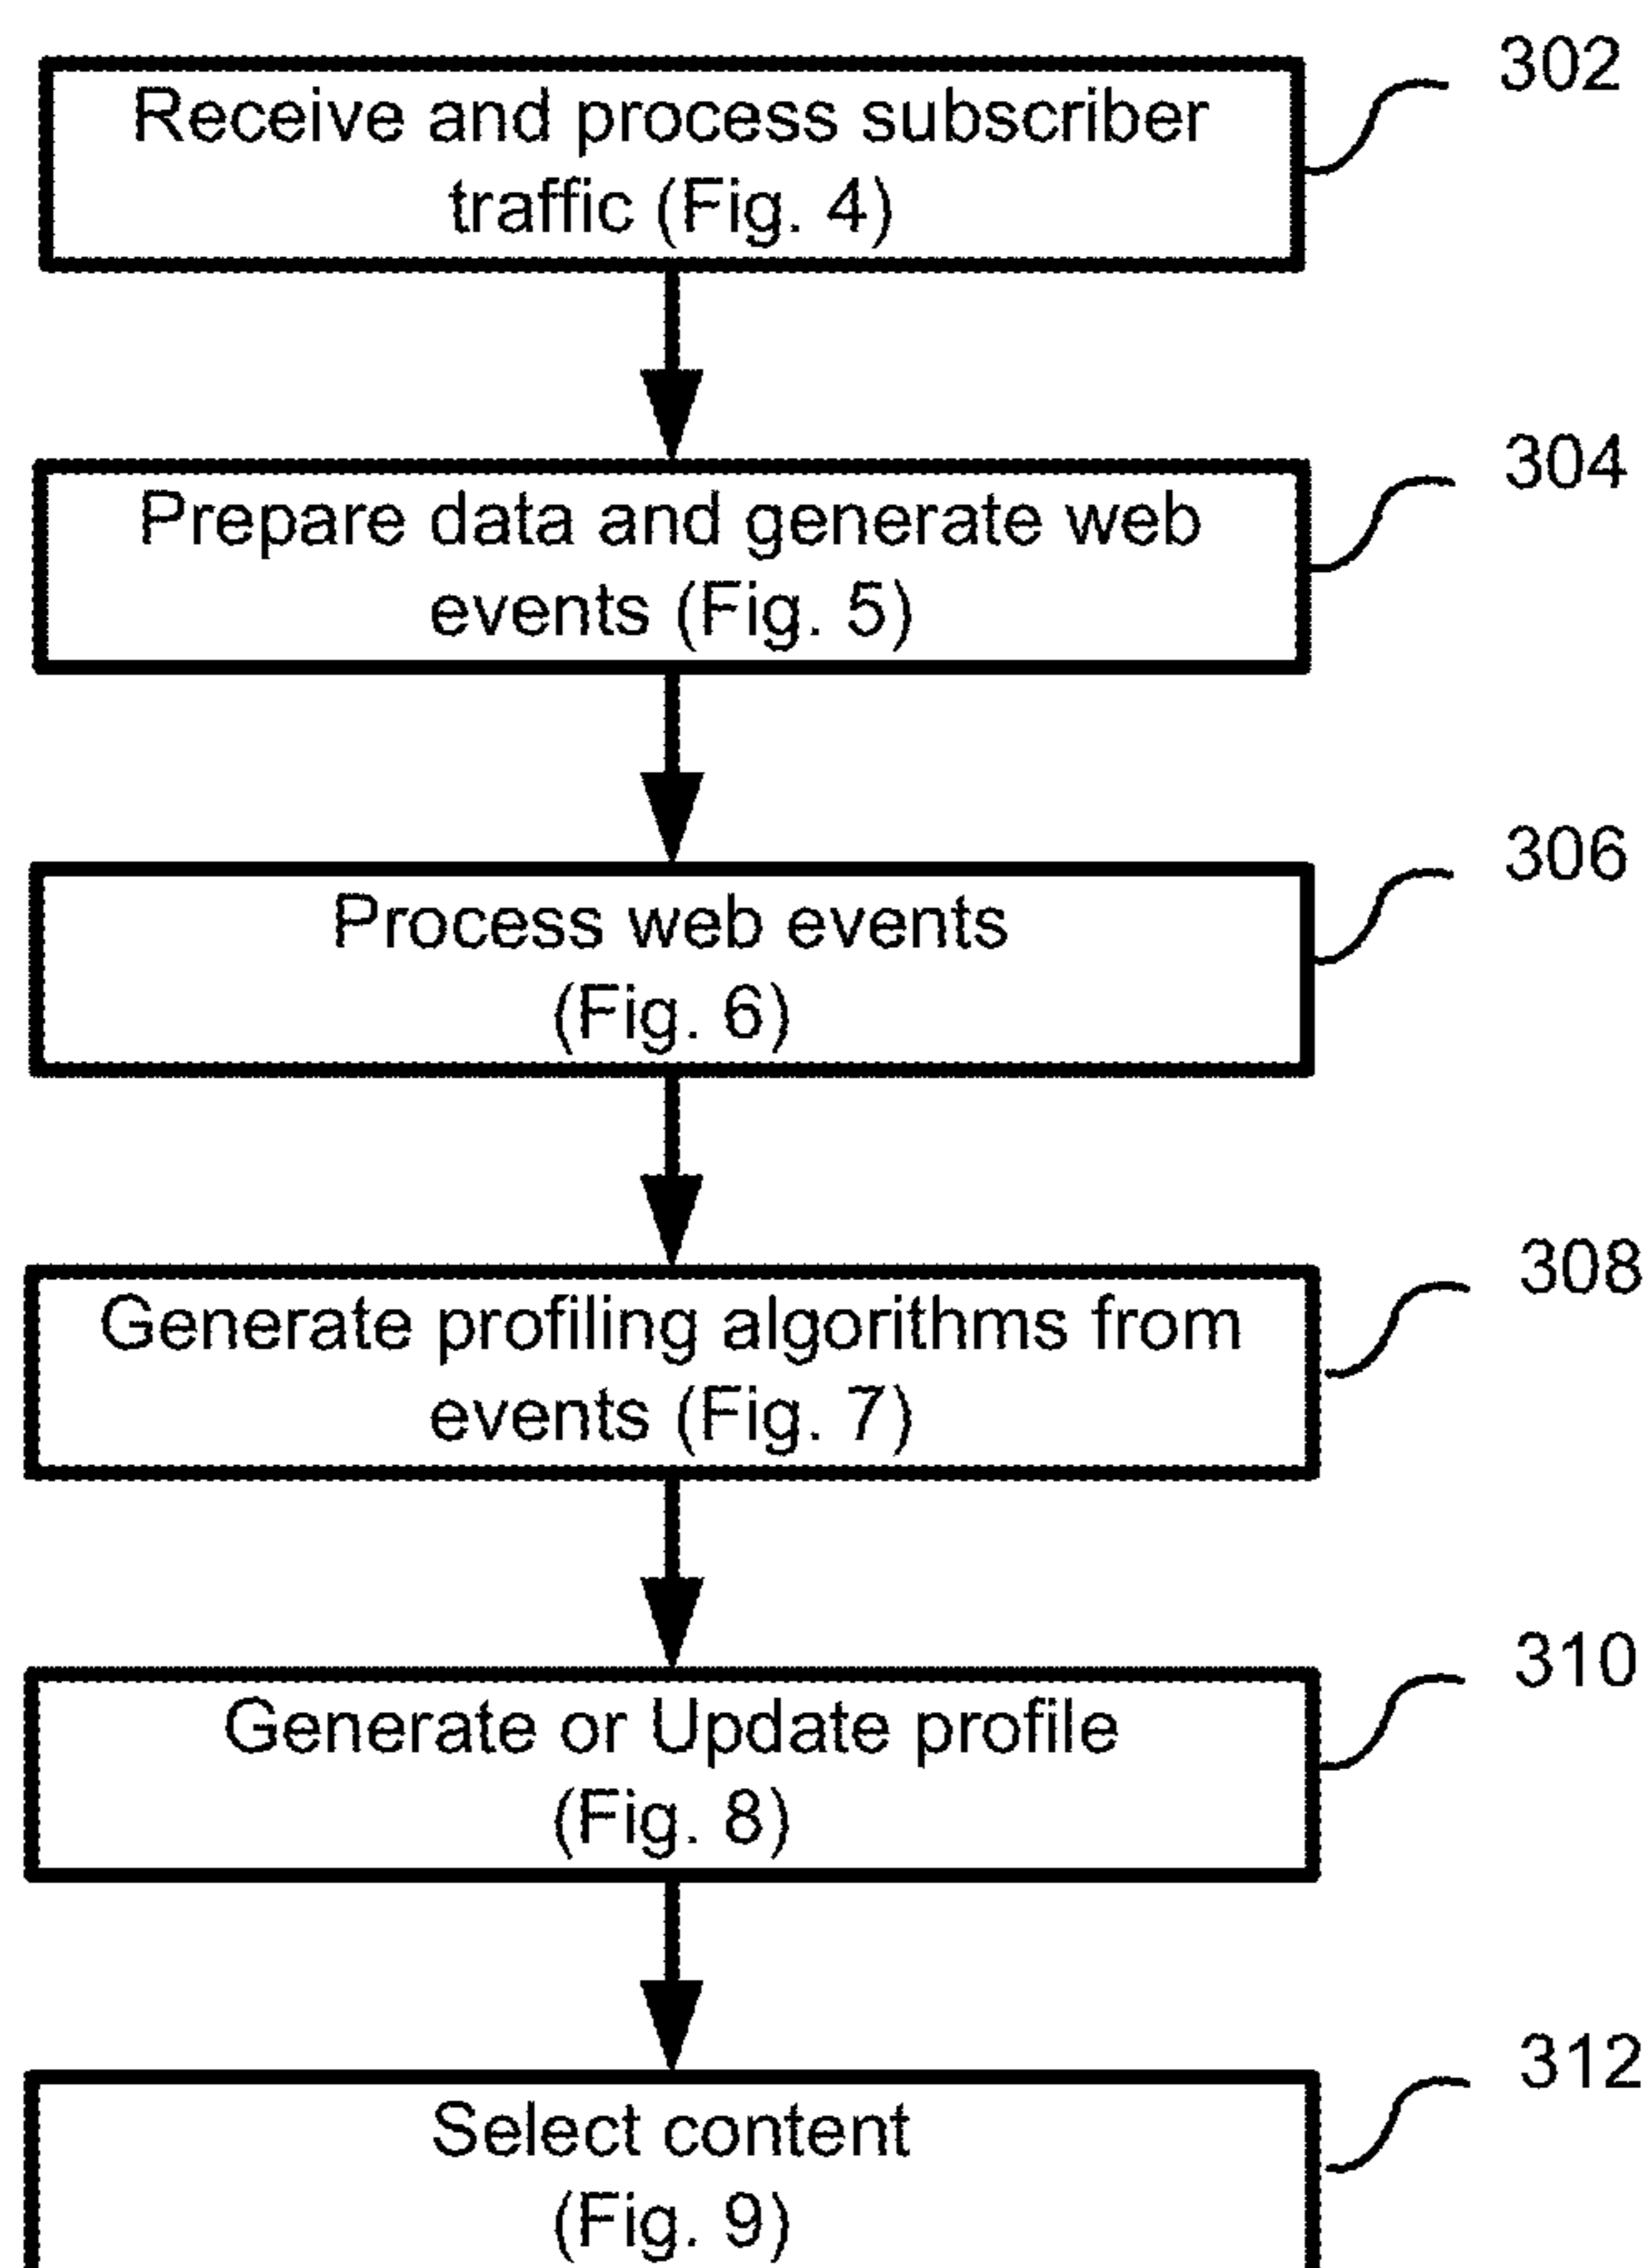 302
Receive and process subscriber
traffic (Fig. 4)
304
Prepare data and generate web
events (Fig. 5)
306
Process web events
(Fig. 6)
308
Generate profiling algorithms from
events (Fig. 7)
310
Generate or Update profile
(Fig. 8)
312
Select content
(Fig. 9)